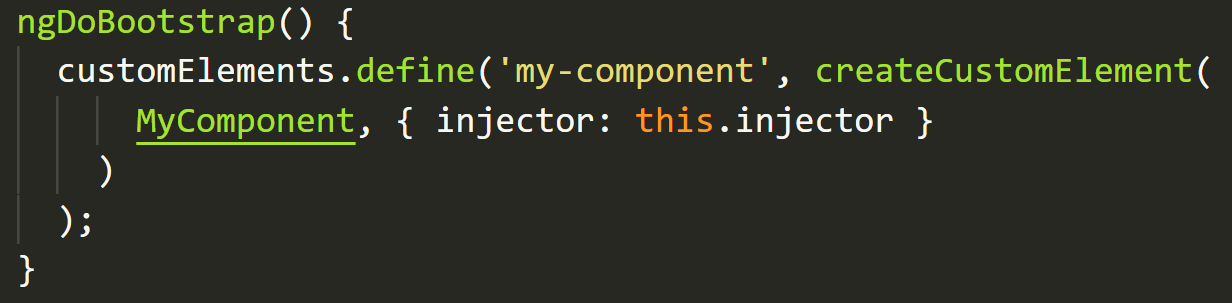 ngDoBootstrap() {
  customElements.define('my-component', createCustomElement(
      MyComponent, { injector: this.injector }
    )
  );
}